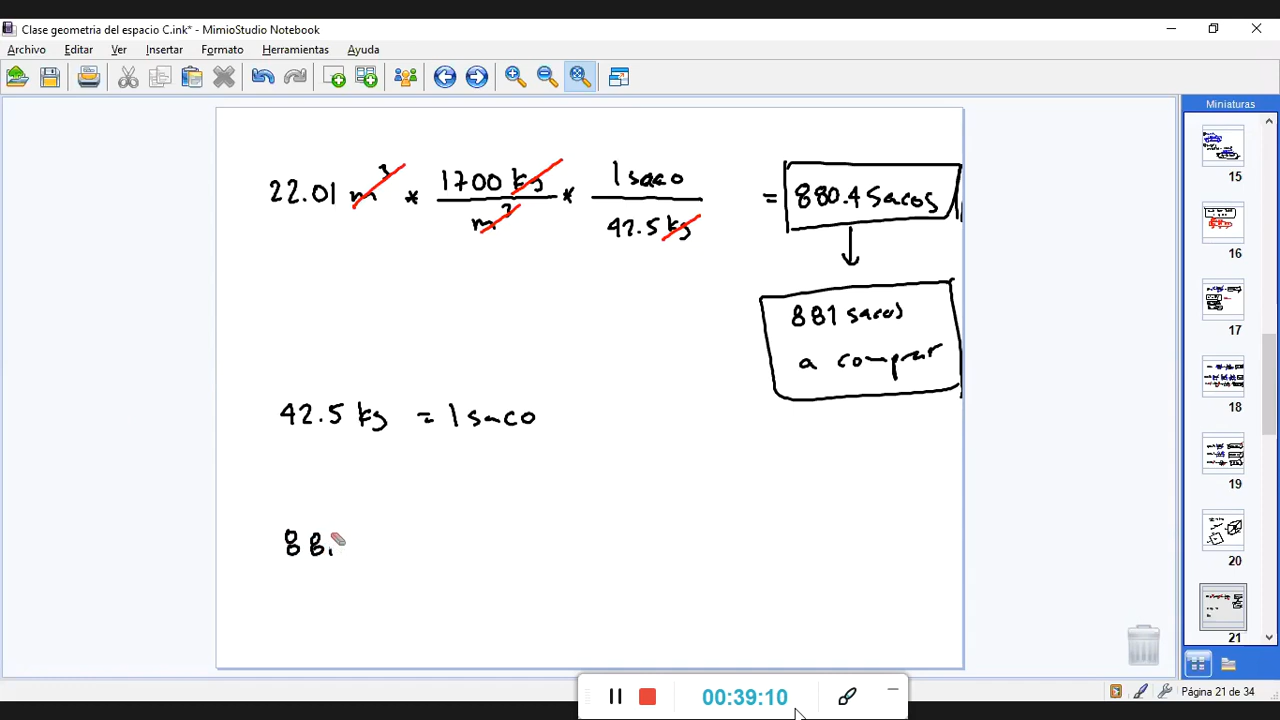 Clase geometria del espacio C.ink* - MimioStudio Notebook
Archivo Editar Ver Insertar Formato Herramientas Ayuda
Miniaturas
22.01 m³ * 1700 kg / m³ * 1 saco / 42.5 kg = 880.4 Sacos
881 sacos
a comprar
42.5 kg = 1 saco
88.
15
16
17
18
19
20
21
Página 21 de 34
00:39:10